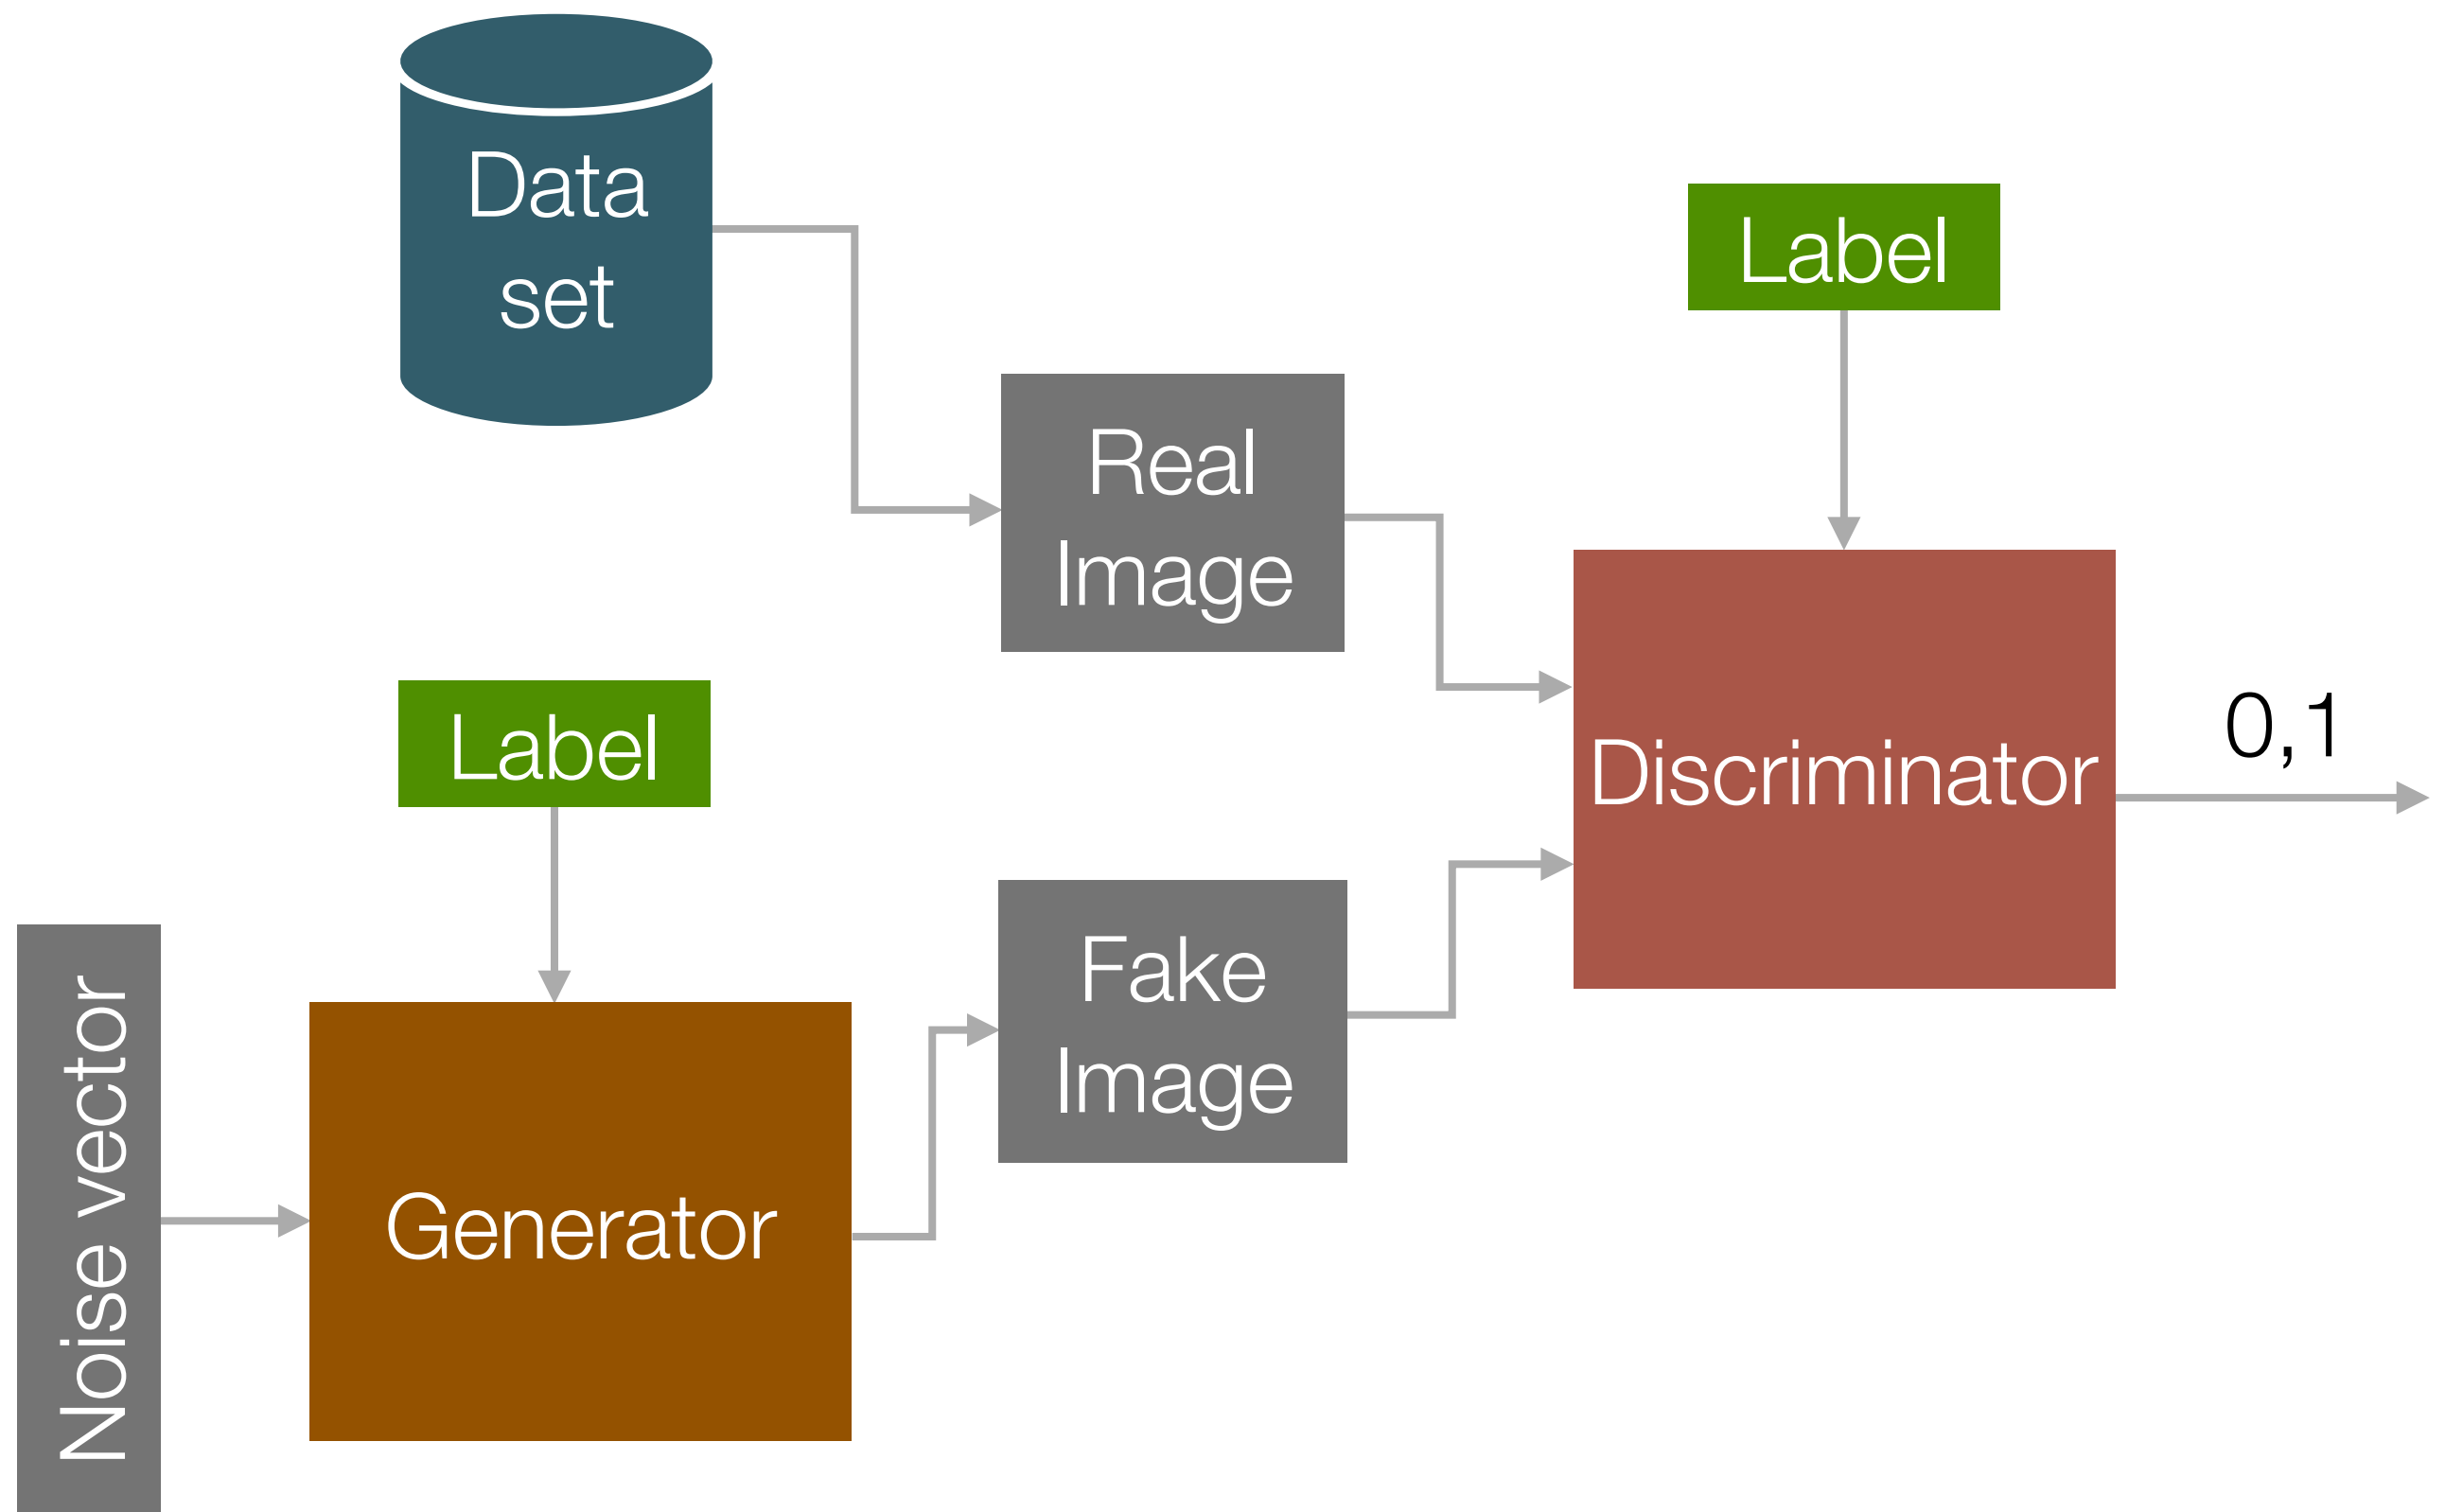 Data
set
Label
Real
Image
Label
Discriminator
0,1
Fake
Image
Generator
Noise vector